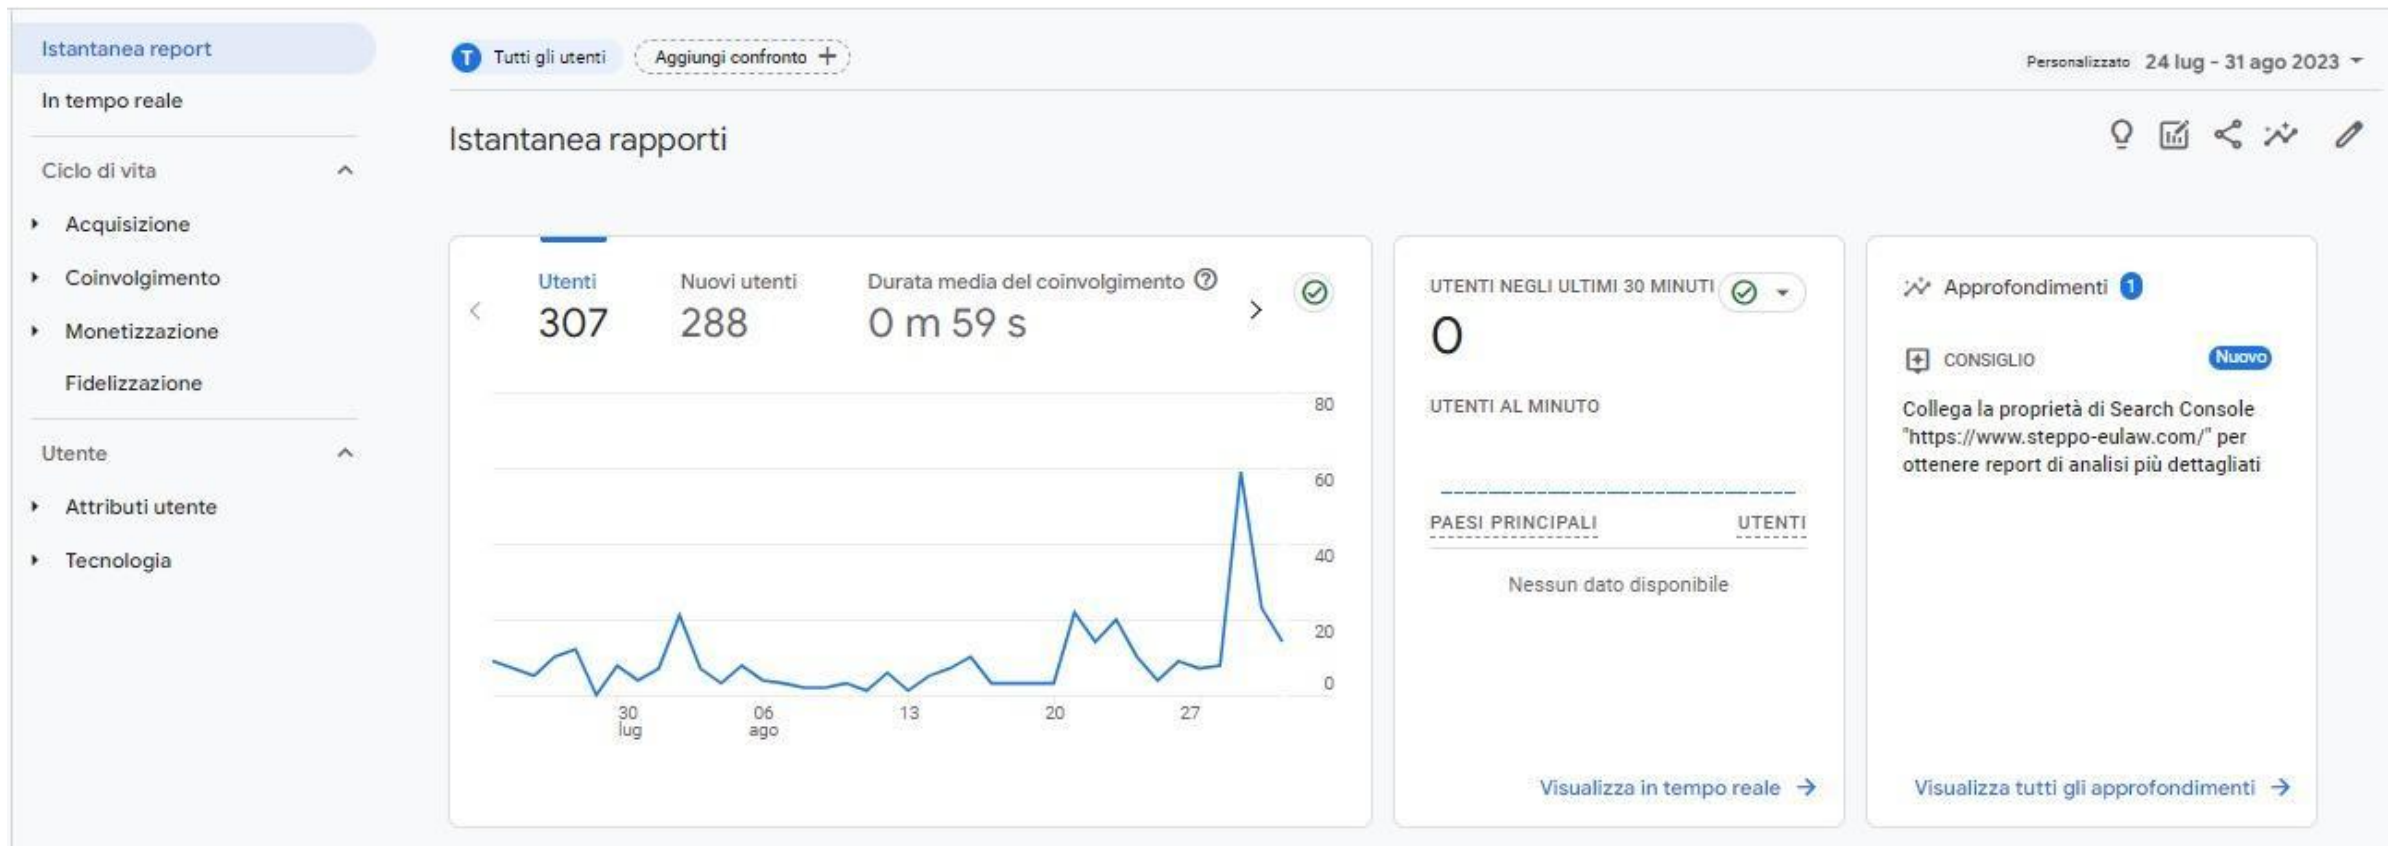 Istantanea report
In tempo reale
Ciclo di vita
Acquisizione
Coinvolgimento
Monetizzazione
Fidelizzazione
Utente
Attributi utente
Tecnologia
T Tutti gli utenti
Aggiungi confronto +
Personalizzato 24 lug - 31 ago 2023
Istantanea rapporti
Utenti
307
Nuovi utenti
288
Durata media del coinvolgimento
0 m 59 s
80
60
40
20
0
30
lug
06
ago
13
20
27
UTENTI NEGLI ULTIMI 30 MINUTI
0
UTENTI AL MINUTO
PAESI PRINCIPALI UTENTI
Nessun dato disponibile
Visualizza in tempo reale
Approfondimenti 1
CONSIGLIO Nuovo
Collega la proprietà di Search Console
"https://www.steppo-eulaw.com/" per
ottenere report di analisi più dettagliati
Visualizza tutti gli approfondimenti